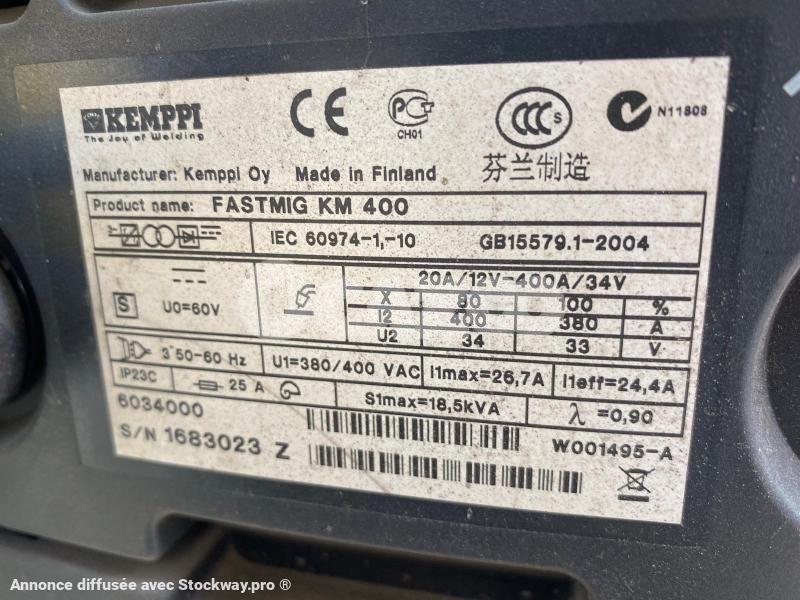 KEMPPI
The Joy of Welding
CE
CH01
CCC S
芬兰制造
N11808
Manufacturer: Kemppi Oy Made in Finland
Product name: FASTMIG KM 400
IEC 60974-1,-10 GB15579.1-2004
S U0=60V
20A/12V-400A/34V
X 80 100 %
I2 400 380 A
U2 34 33 V
3~50-60 Hz U1=380/400 VAC I1max=26,7A I1eff=24,4A
IP23C 25 A S1max=18,5kVA λ =0,90
6034000
S/N 1683023 Z
W001495-A
Annonce diffusée avec Stockway.pro ®